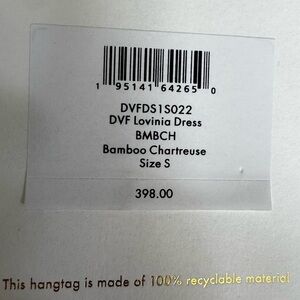 1 95141 64265 0
DVFDS1S022
DVF Lovinia Dress
BMBCH
Bamboo Chartreuse
Size S
398.00
This hangtag is made of 100% recyclable material